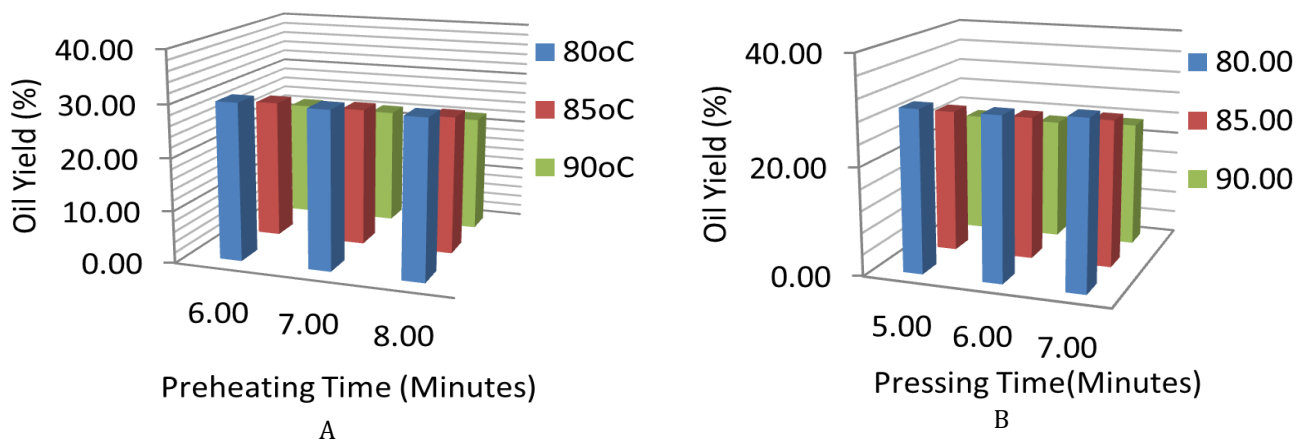 40.00
30.00
20.00
10.00
0.00
Oil Yield (%)
6.00
7.00
8.00
Preheating Time (Minutes)
80oC
85oC
90oC
A
40.00
20.00
0.00
Oil Yield (%)
5.00
6.00
7.00
Pressing Time(Minutes)
80.00
85.00
90.00
B